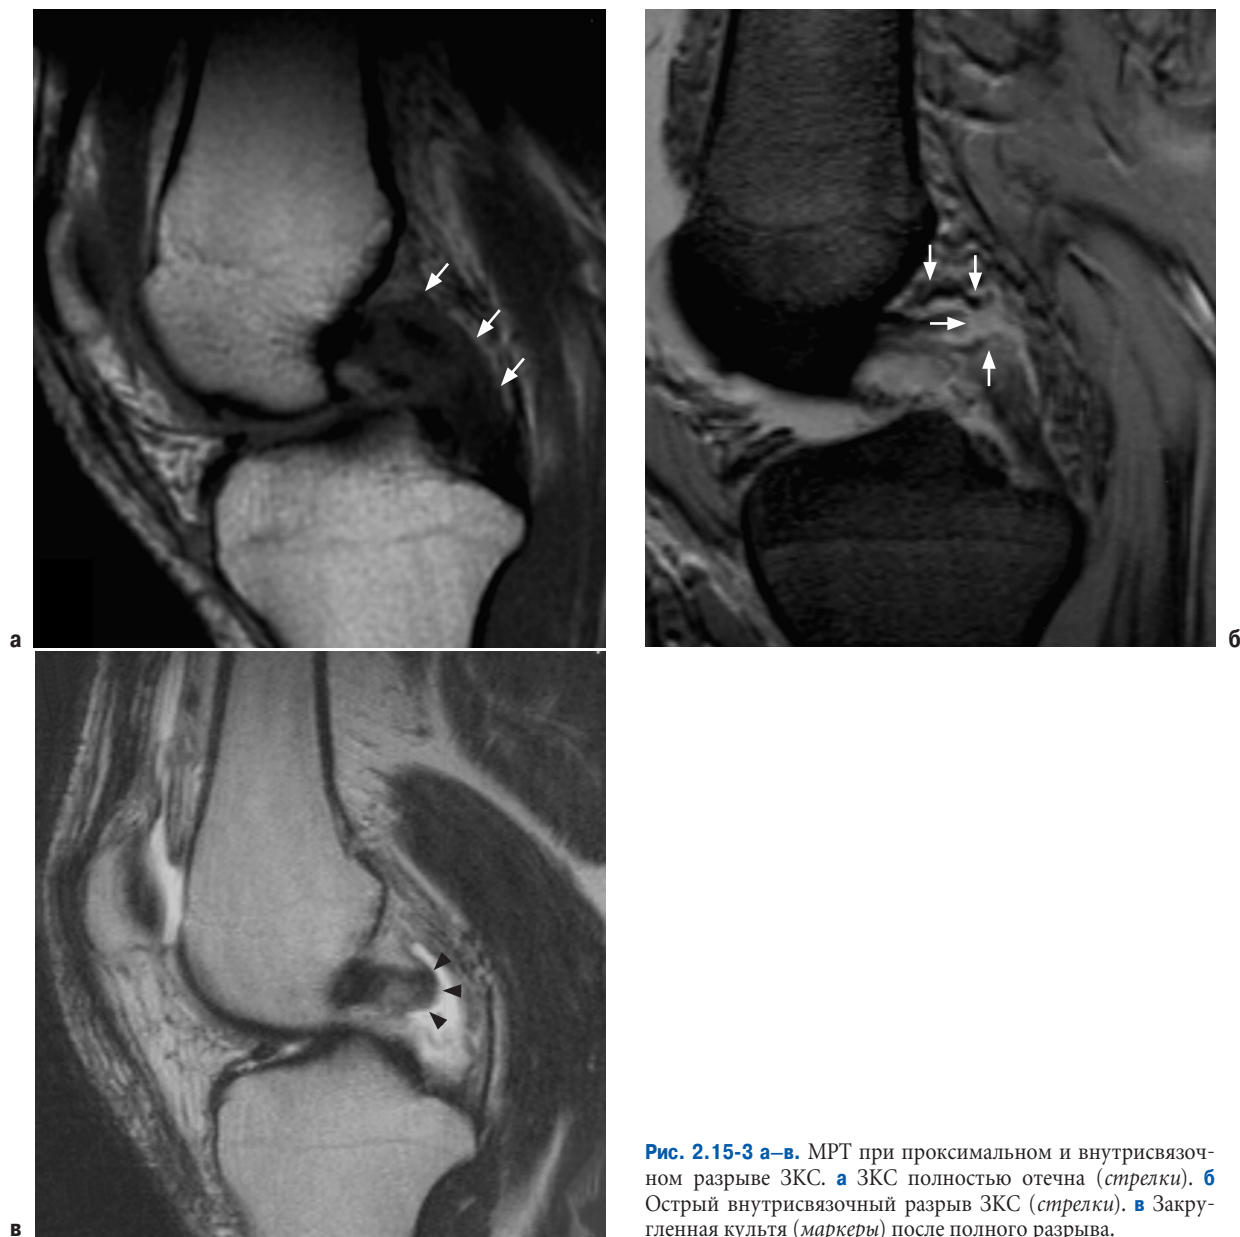 а
б
в
Рис. 2.15-3 а–в. МРТ при проксимальном и внутрисвязоч-
ном разрыве ЗКС. а ЗКС полностью отечна (стрелки). б
Острый внутрисвязочный разрыв ЗКС (стрелки). в Закру-
гленная культя (маркеры) после полного разрыва.